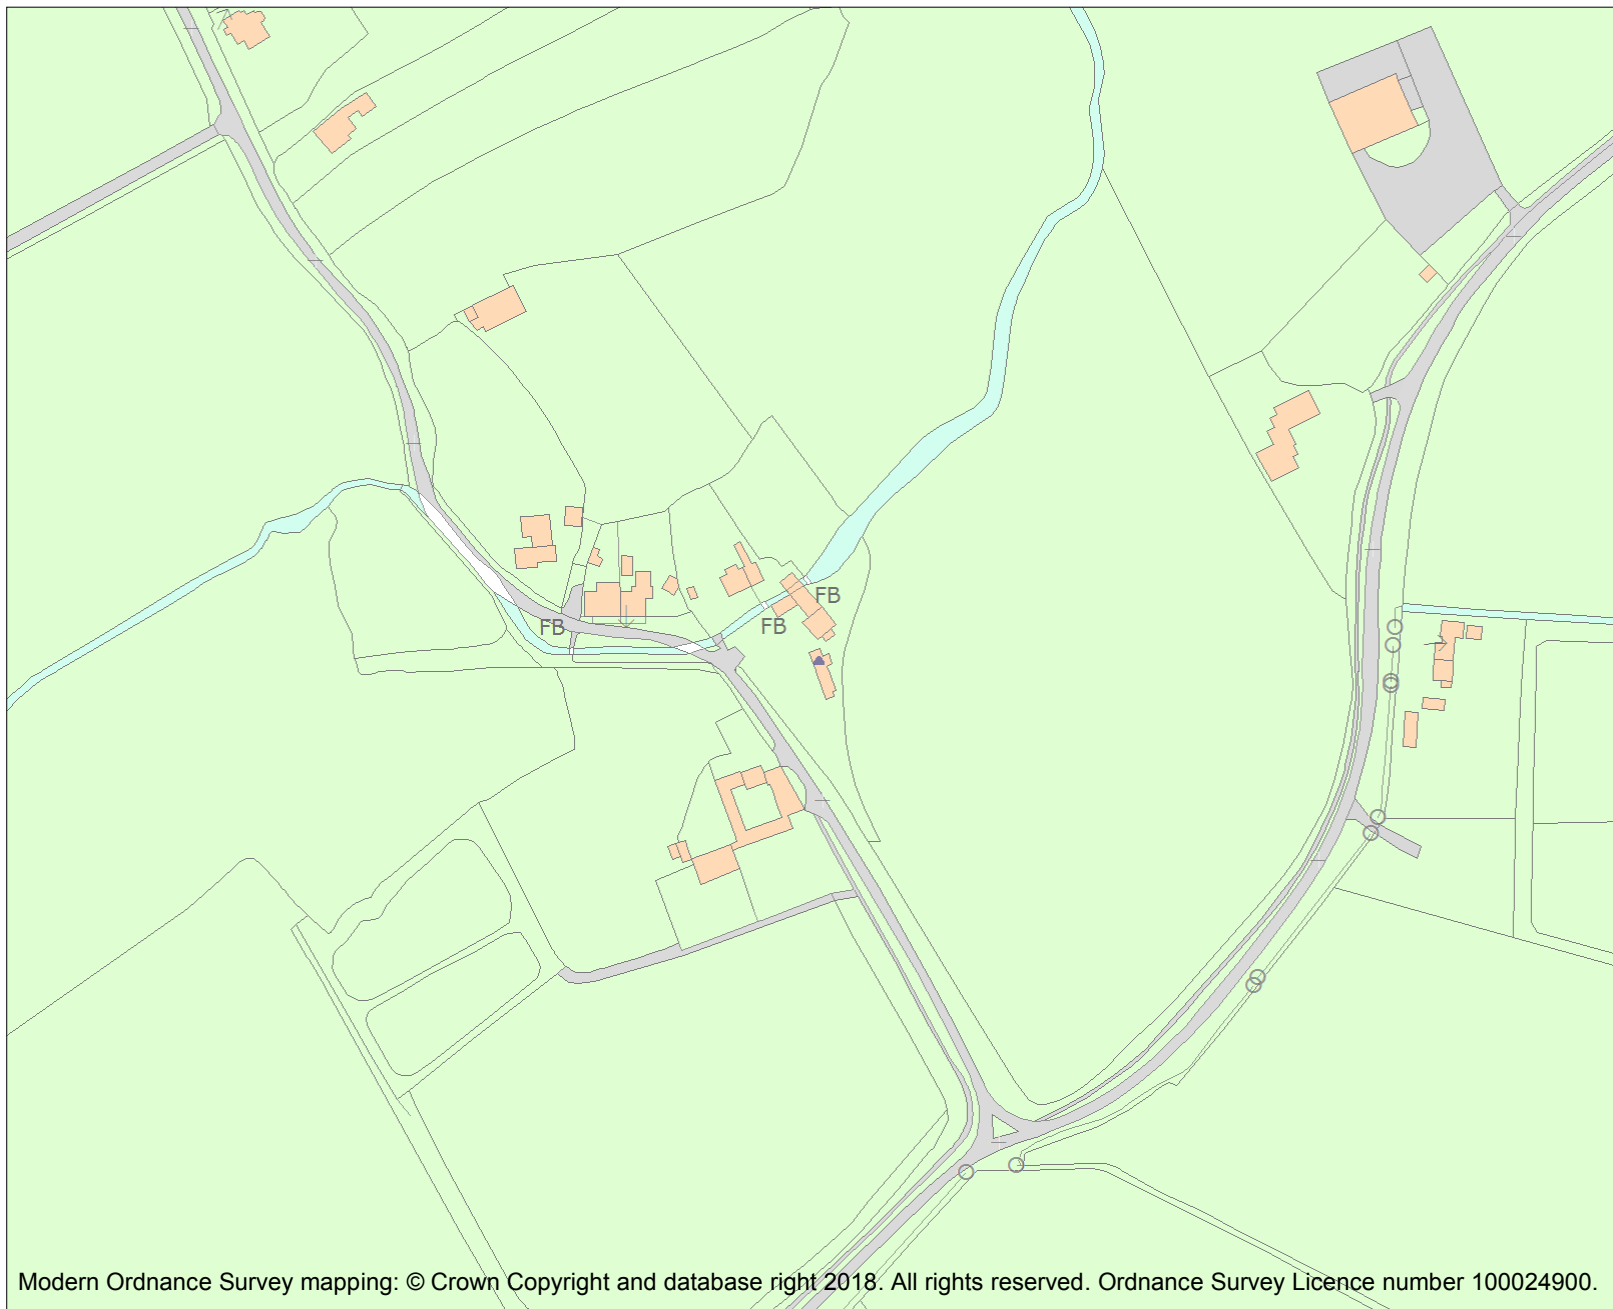 FB
FB
FB
Modern Ordnance Survey mapping: © Crown Copyright and database right 2018. All rights reserved. Ordnance Survey Licence number 100024900.